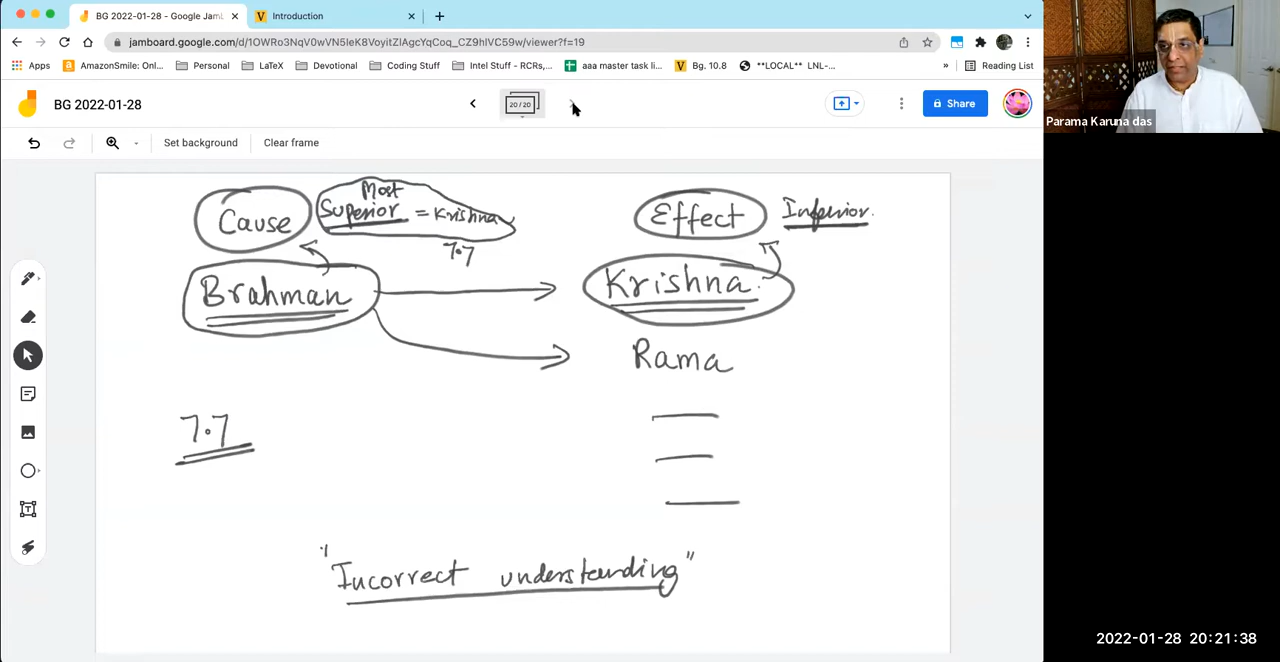 BG 2022-01-28 - Google Jaml
Introduction
jamboard.google.com/d/1OWRo3NqV0wVN5IeK8VoyitZlAgcYqCoq_CZ9hIVC59w/viewer?f=19
Apps AmazonSmile: Onl... Personal LaTeX Devotional Coding Stuff Intel Stuff - RCRs,... aaa master task li... Bg. 10.8 **LOCAL** LNL-... » Reading List
BG 2022-01-28
20 / 20
Share
Parama Karuna das
Set background Clear frame
Most
Cause Superior = Krishna Effect Inferior.
7.7
Brahman Krishna
Rama
7.7
"Incorrect understanding"
2022-01-28 20:21:38